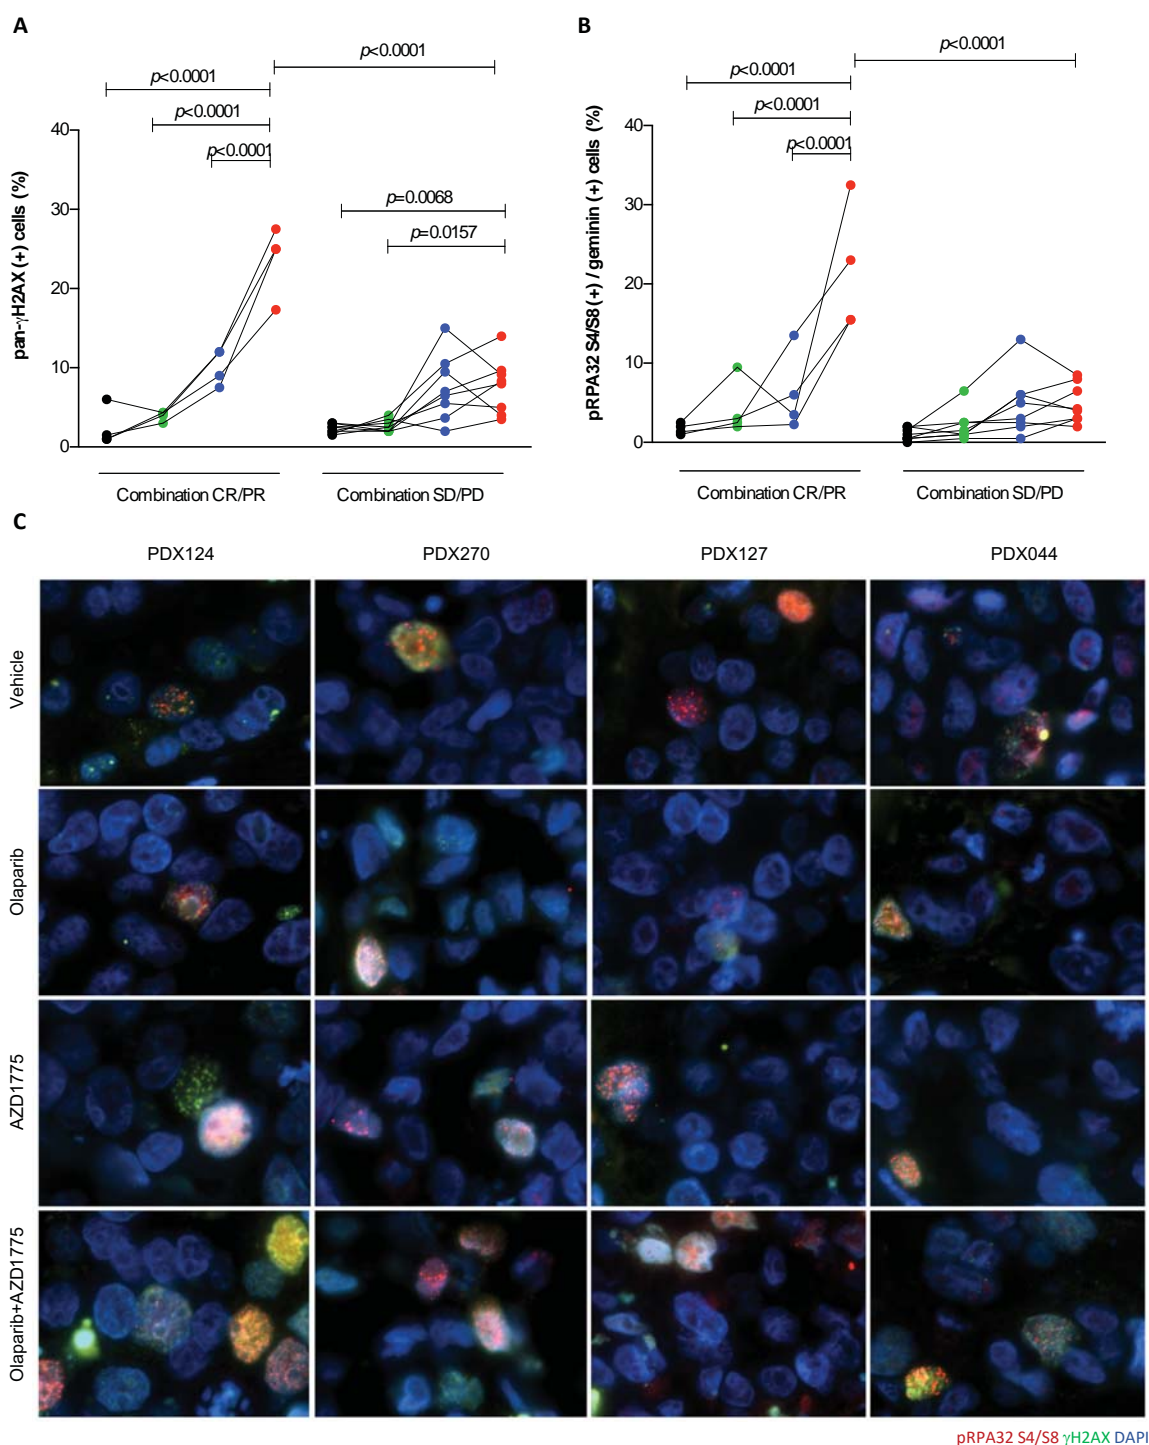 A
B
p<0.0001
p<0.0001
p<0.0001
p<0.0001
p<0.0001
p<0.0001
p<0.0001
p<0.0001
p=0.0068
p=0.0157
pan-γH2AX (+) cells (%)
40
30
20
10
0
Combination CR/PR
Combination SD/PD
pRPA32 S4/S8 (+) / geminin (+) cells (%)
40
30
20
10
0
Combination CR/PR
Combination SD/PD
C
PDX124
PDX270
PDX127
PDX044
Vehicle
Olaparib
AZD1775
Olaparib+AZD1775
pRPA32 S4/S8 γH2AX DAPI